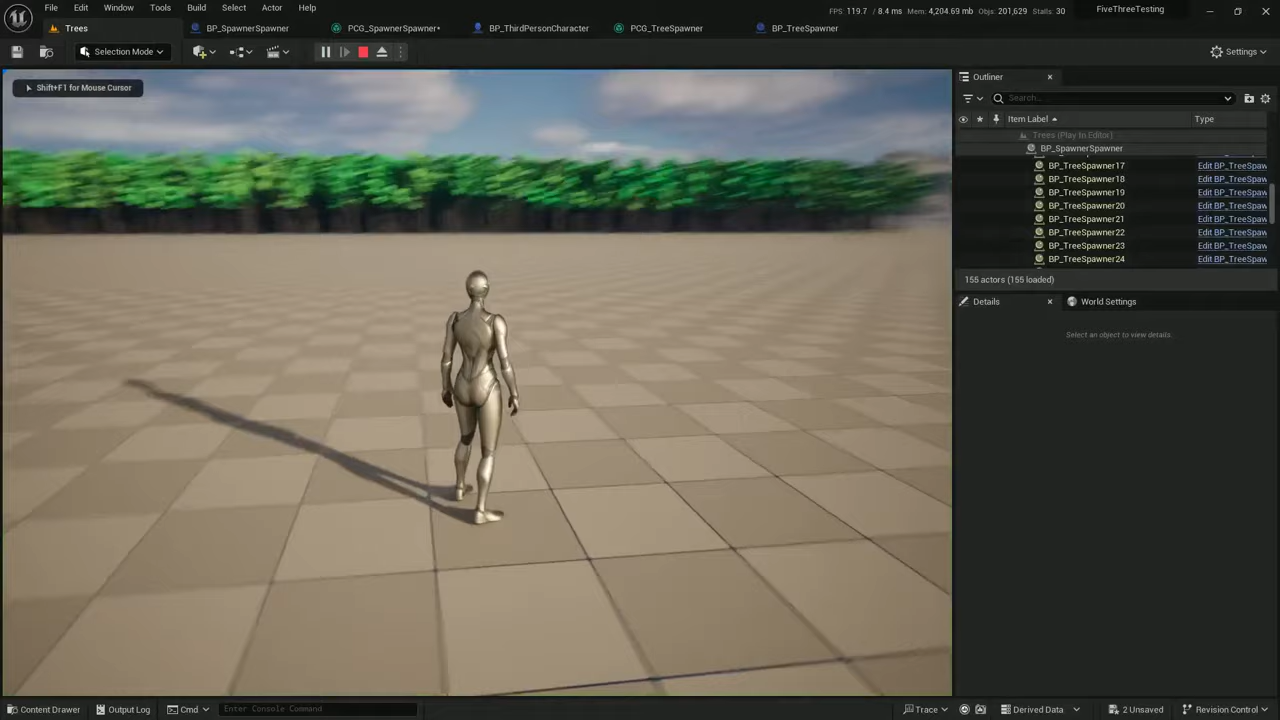 File Edit Window Tools Build Select Actor Help
FPS: 119.7 / 8.4 ms Mem: 4,204.69 mb Objs: 201,629 Stalls: 30
FiveThreeTesting
Trees
BP_SpawnerSpawner
PCG_SpawnerSpawner*
BP_ThirdPersonCharacter
PCG_TreeSpawner
BP_TreeSpawner
Selection Mode
Settings
Shift+F1 for Mouse Cursor
Outliner
Search...
Item Label
Type
Trees (Play to Editor)
BP_SpawnerSpawner
BP_TreeSpawner17 Edit BP_TreeSpaw
BP_TreeSpawner18 Edit BP_TreeSpaw
BP_TreeSpawner19 Edit BP_TreeSpaw
BP_TreeSpawner20 Edit BP_TreeSpaw
BP_TreeSpawner21 Edit BP_TreeSpaw
BP_TreeSpawner22 Edit BP_TreeSpaw
BP_TreeSpawner23 Edit BP_TreeSpaw
BP_TreeSpawner24 Edit BP_TreeSpaw
155 actors (155 loaded)
Details
World Settings
Select an object to view details.
Content Drawer
Output Log
Cmd
Enter Console Command
Trace
Derived Data
2 Unsaved
Revision Control